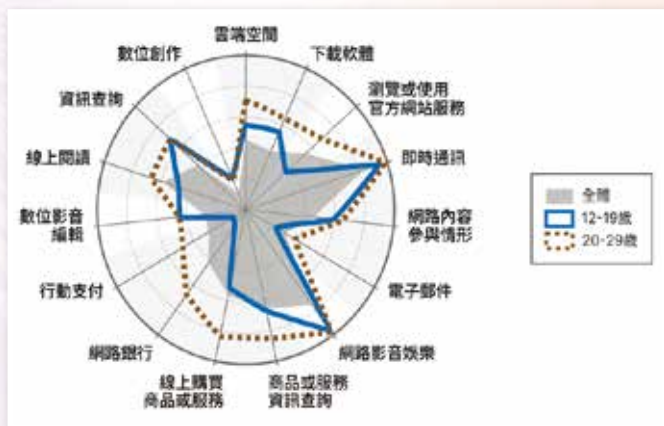 雲端空間
下載軟體
瀏覽或使用
官方網站服務
即時通訊
網路內容
參與情形
電子郵件
網路影音娛樂
商品或服務
資訊查詢
線上購買
商品或服務
網路銀行
行動支付
數位影音
編輯
線上閱讀
資訊查詢
數位創作
全體
12-19歲
20-29歲